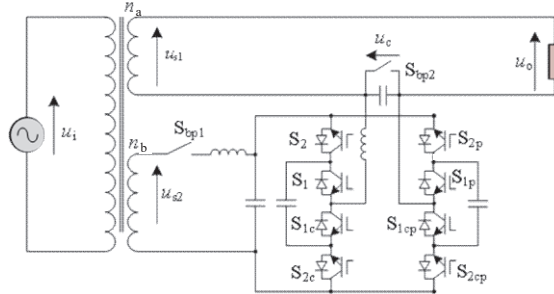 n_a
u_s1
u_c
S_bp2
u_o
u_i
n_b
S_bp1
u_s2
S_2
S_2p
S_1
S_1p
S_1c
S_1cp
S_2c
S_2cp